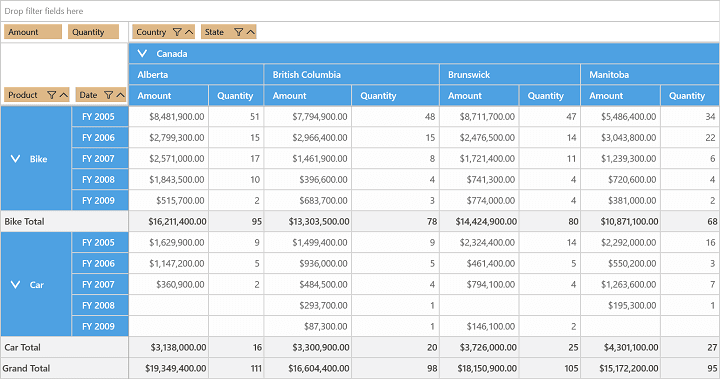 Drop filter fields here
Amount Quantity Country State
Canada
Alberta British Columbia Brunswick Manitoba
Product Date Amount Quantity Amount Quantity Amount Quantity Amount Quantity
FY 2005 $8,481,900.00 51 $7,794,900.00 48 $8,711,700.00 47 $5,486,400.00 34
FY 2006 $2,799,300.00 15 $2,966,400.00 15 $2,476,500.00 14 $3,043,800.00 22
Bike FY 2007 $2,571,000.00 17 $1,461,900.00 8 $1,721,400.00 11 $1,239,300.00 6
FY 2008 $1,843,500.00 10 $396,600.00 4 $741,300.00 4 $720,600.00 4
FY 2009 $515,700.00 2 $683,700.00 3 $774,000.00 4 $381,000.00 2
Bike Total $16,211,400.00 95 $13,303,500.00 78 $14,424,900.00 80 $10,871,100.00 68
FY 2005 $1,629,900.00 9 $1,499,400.00 9 $2,324,400.00 14 $2,292,000.00 16
FY 2006 $1,147,200.00 5 $936,000.00 5 $461,400.00 5 $550,200.00 3
Car FY 2007 $360,900.00 2 $484,500.00 4 $794,100.00 4 $1,263,600.00 7
FY 2008 $293,700.00 1 $195,300.00 1
FY 2009 $87,300.00 1 $146,100.00 2
Car Total $3,138,000.00 16 $3,300,900.00 20 $3,726,000.00 25 $4,301,100.00 27
Grand Total $19,349,400.00 111 $16,604,400.00 98 $18,150,900.00 105 $15,172,200.00 95